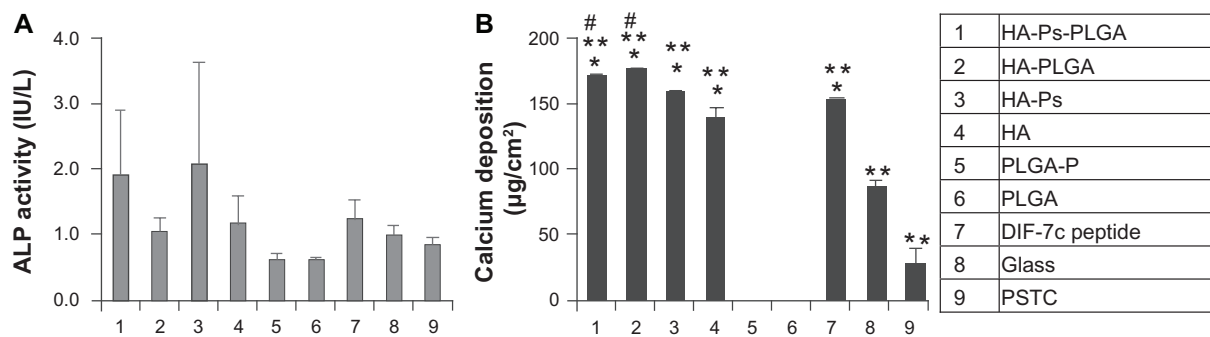 A
ALP activity (IU/L)
4.0
3.0
2.0
1.0
0.0
1 2 3 4 5 6 7 8 9
B
Calcium deposition
(µg/cm²)
200
150
100
50
0
# # 
** ** ** ** ** ** **
* * * * *
1 2 3 4 5 6 7 8 9
1 HA-Ps-PLGA
2 HA-PLGA
3 HA-Ps
4 HA
5 PLGA-P
6 PLGA
7 DIF-7c peptide
8 Glass
9 PSTC